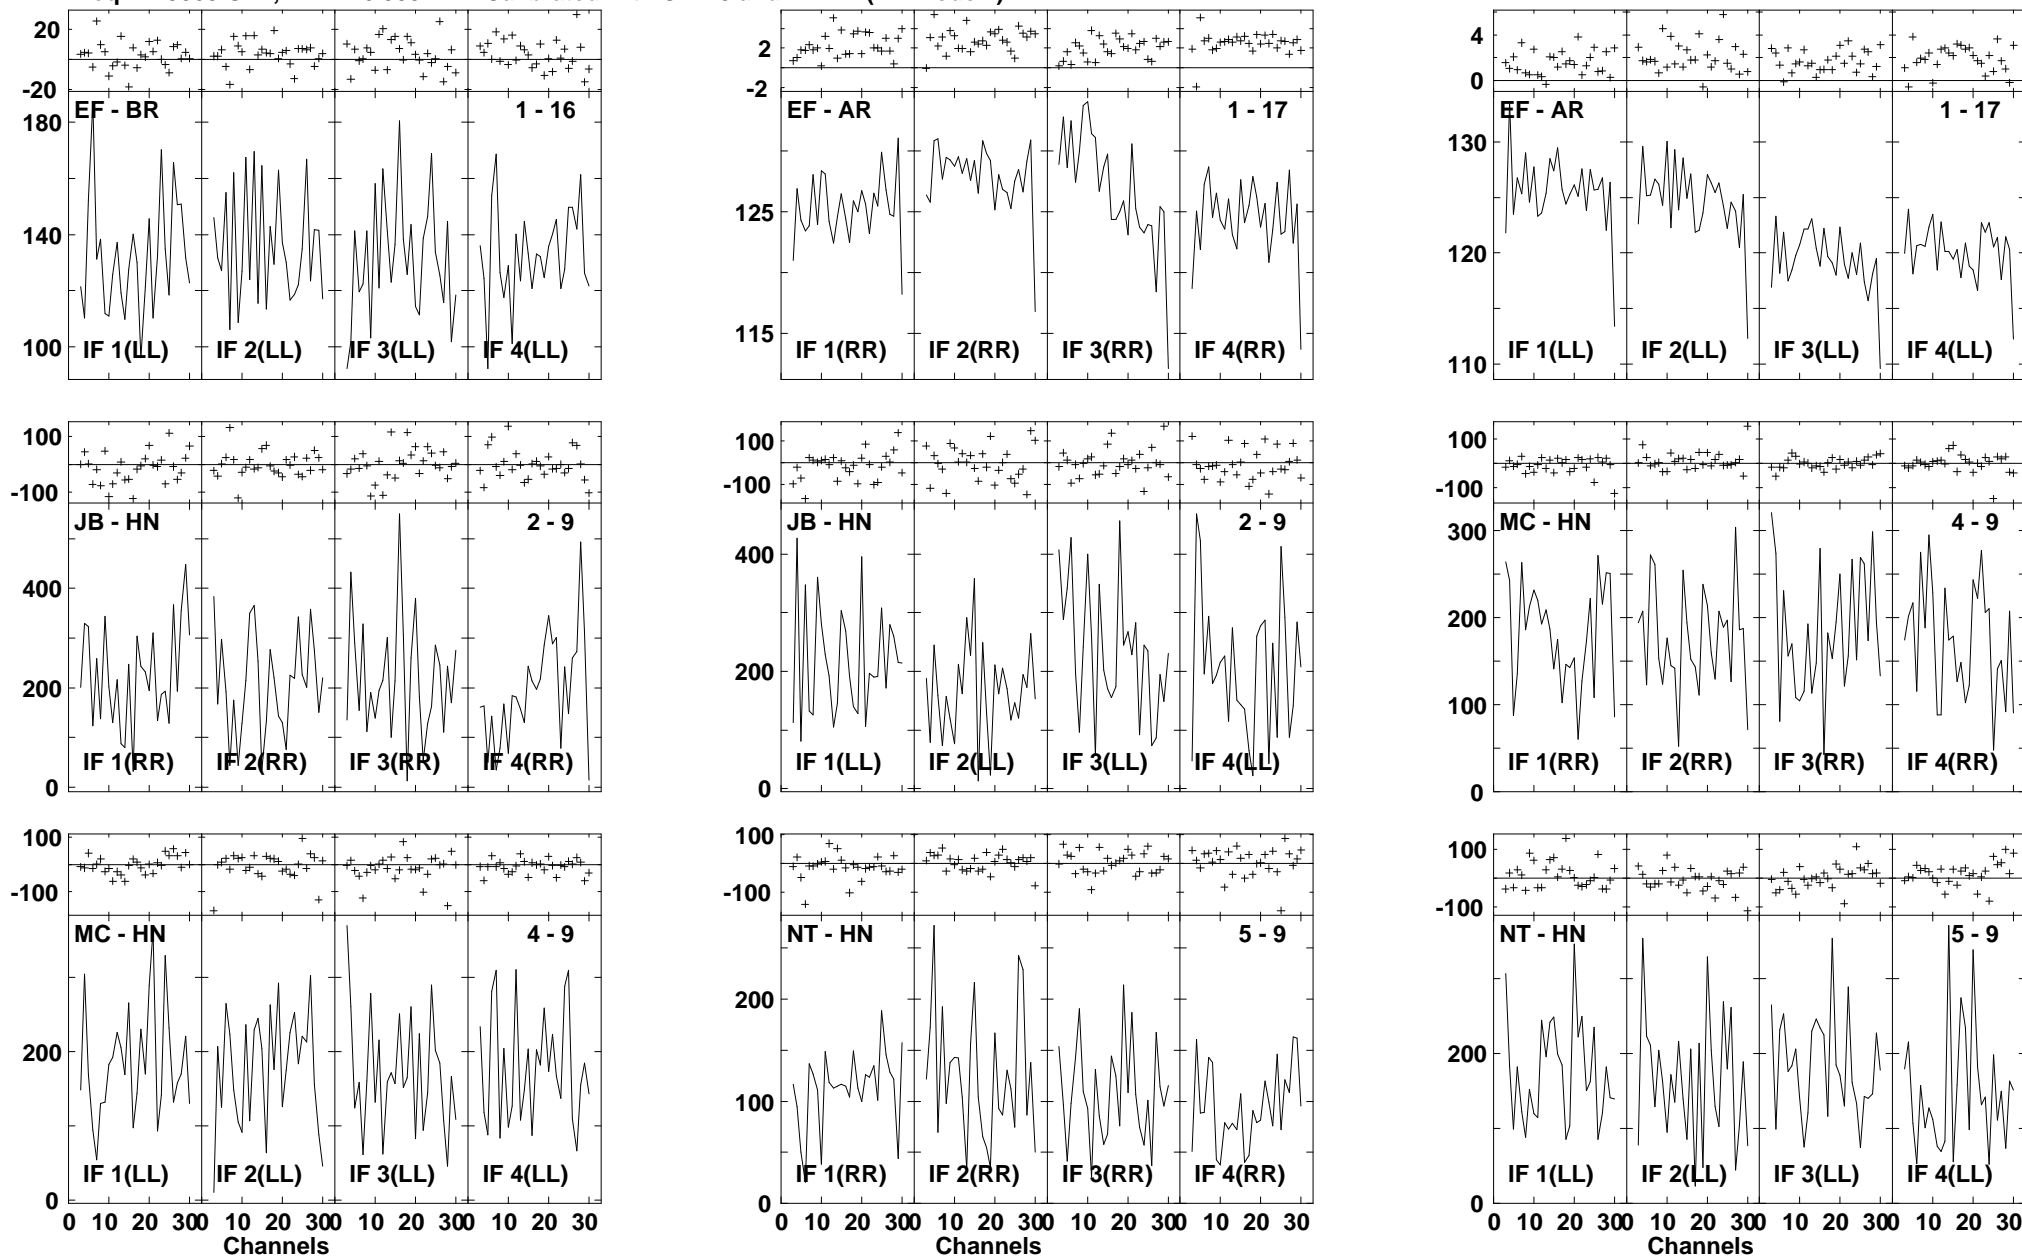 20
-20
EF - BR
1 - 16
180
140
100
IF 1(LL)
IF 2(LL)
IF 3(LL)
IF 4(LL)
2
-2
EF - AR
1 - 17
125
115
IF 1(RR)
IF 2(RR)
IF 3(RR)
IF 4(RR)
4
0
EF - AR
1 - 17
130
120
110
IF 1(LL)
IF 2(LL)
IF 3(LL)
IF 4(LL)
100
-100
JB - HN
2 - 9
400
200
0
IF 1(RR)
IF 2(RR)
IF 3(RR)
IF 4(RR)
100
-100
JB - HN
2 - 9
400
200
0
IF 1(LL)
IF 2(LL)
IF 3(LL)
IF 4(LL)
100
-100
MC - HN
4 - 9
300
200
100
0
IF 1(RR)
IF 2(RR)
IF 3(RR)
IF 4(RR)
100
-100
MC - HN
4 - 9
200
0
IF 1(LL)
IF 2(LL)
IF 3(LL)
IF 4(LL)
0 10 20 30 0 10 20 30 0 10 20 30 0 10 20 30
Channels
100
-100
NT - HN
5 - 9
200
100
0
IF 1(RR)
IF 2(RR)
IF 3(RR)
IF 4(RR)
0 10 20 30 0 10 20 30 0 10 20 30 0 10 20 30
Channels
100
-100
NT - HN
5 - 9
200
0
IF 1(LL)
IF 2(LL)
IF 3(LL)
IF 4(LL)
0 10 20 30 0 10 20 30 0 10 20 30 0 10 20 30
Channels